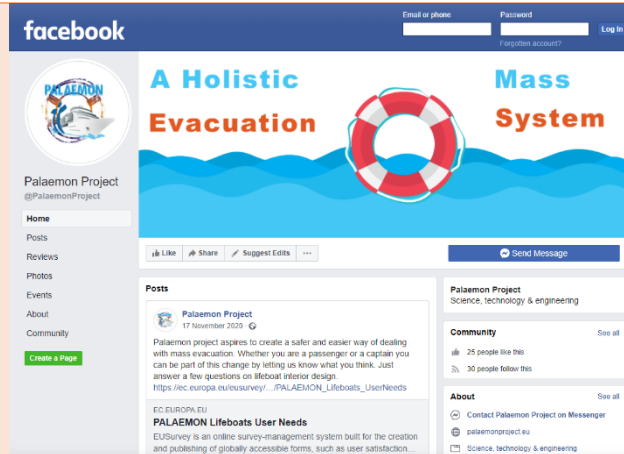 facebook
Email or phone
Password
Log In
Forgotten account?
PALAEMON
A Holistic Mass
Evacuation System
Palaemon Project
@PalaemonProject
Home
Posts
Reviews
Photos
Events
About
Community
Create a Page
Like Share Suggest Edits ...
Send Message
Posts
Palaemon Project
17 November 2020
Palaemon project aspires to create a safer and easier way of dealing
with mass evacuation. Whether you are a passenger or a captain you
can be part of this change by letting us know what you think. Just
answer a few questions on lifeboat interior design.
https://ec.europa.eu/eusurvey/.../PALAEMON_Lifeboats_UserNeeds
EC.EUROPA.EU
PALAEMON Lifeboats User Needs
EUSurvey is an online survey-management system built for the creation
and publishing of globally accessible forms, such as user satisfaction...
Palaemon Project
Science, technology & engineering
Community See all
25 people like this
30 people follow this
About See all
Contact Palaemon Project on Messenger
palaemonproject.eu
Science, technology & engineering